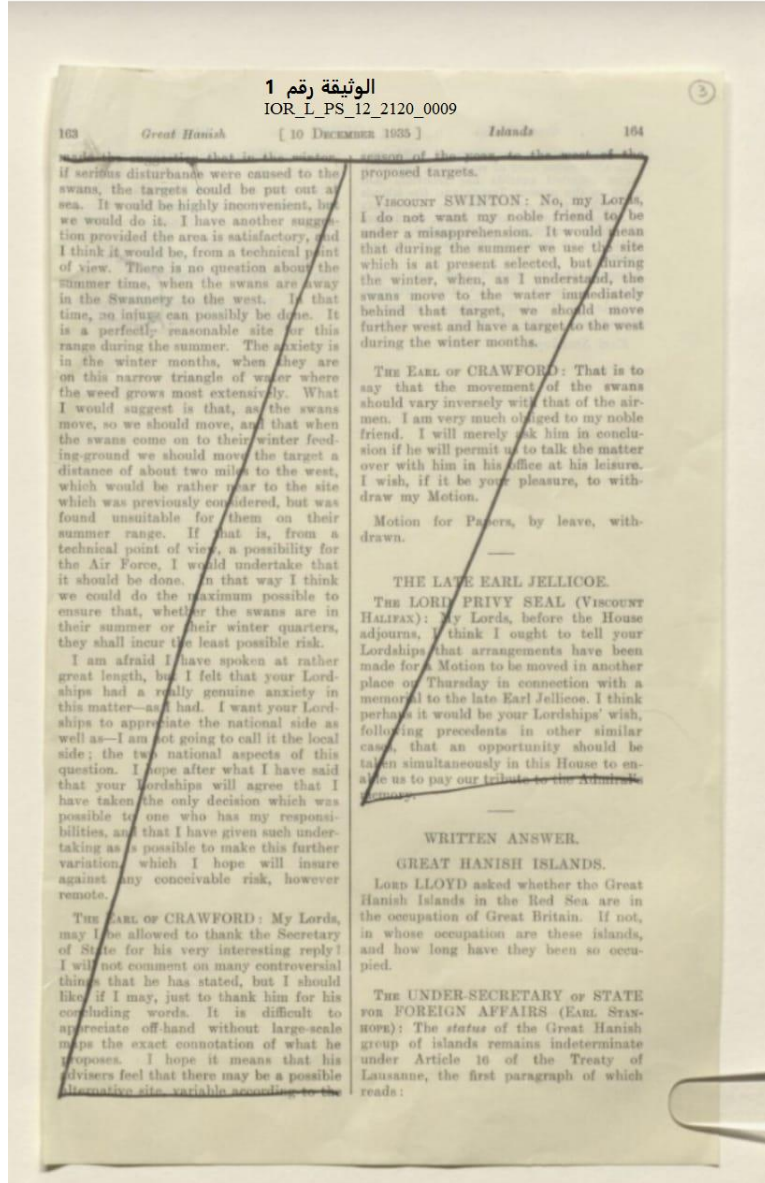 الوثيقة رقم 1
IOR_L_PS_12_2120_0009
3
163 Great Hanish [ 10 DECEMBER 1935 ] Islands 164
made the suggestion that in the winter,
if serious disturbance were caused to the
swans, the targets could be put out at
sea. It would be highly inconvenient, but
we would do it. I have another sugges-
tion provided the area is satisfactory, and
I think it would be, from a technical point
of view. There is no question about the
summer time, when the swans are away
in the Swannery to the west. In that
time, no injury can possibly be done. It
is a perfectly reasonable site for this
range during the summer. The anxiety is
in the winter months, when they are
on this narrow triangle of water where
the weed grows most extensively. What
I would suggest is that, as the swans
move, so we should move, and that when
the swans come on to their winter feed-
ing-ground we should move the target a
distance of about two miles to the west,
which would be rather near to the site
which was previously considered, but was
found unsuitable for them on their
summer range. If that is, from a
technical point of view, a possibility for
the Air Force, I would undertake that
it should be done. In that way I think
we could do the maximum possible to
ensure that, whether the swans are in
their summer or their winter quarters,
they shall incur the least possible risk.
I am afraid I have spoken at rather
great length, but I felt that your Lord-
ships had a really genuine anxiety in
this matter—as I had. I want your Lord-
ships to appreciate the national side as
well as—I am not going to call it the local
side; the two national aspects of this
question. I hope after what I have said
that your Lordships will agree that I
have taken the only decision which was
possible to one who has my responsi-
bilities, and that I have given such under-
taking as is possible to make this further
variation, which I hope will insure
against any conceivable risk, however
remote.
THE EARL OF CRAWFORD: My Lords,
may I be allowed to thank the Secretary
of State for his very interesting reply?
I will not comment on many controversial
things that he has stated, but I should
like, if I may, just to thank him for his
concluding words. It is difficult to
appreciate off-hand without large-scale
maps the exact connotation of what he
proposes. I hope it means that his
advisers feel that there may be a possible
alternative site, variable according to the
season of the year, to the west of the
proposed targets.
VISCOUNT SWINTON: No, my Lords,
I do not want my noble friend to be
under a misapprehension. It would mean
that during the summer we use the site
which is at present selected, but during
the winter, when, as I understand, the
swans move to the water immediately
behind that target, we should move
further west and have a target to the west
during the winter months.
THE EARL OF CRAWFORD: That is to
say that the movement of the swans
should vary inversely with that of the air-
men. I am very much obliged to my noble
friend. I will merely ask him in conclu-
sion if he will permit us to talk the matter
over with him in his office at his leisure.
I wish, if it be your pleasure, to with-
draw my Motion.
Motion for Papers, by leave, with-
drawn.
THE LATE EARL JELLICOE.
THE LORD PRIVY SEAL (VISCOUNT
HALIFAX): My Lords, before the House
adjourns, I think I ought to tell your
Lordships that arrangements have been
made for a Motion to be moved in another
place on Thursday in connection with a
memorial to the late Earl Jellicoe. I think
perhaps it would be your Lordships' wish,
following precedents in other similar
cases, that an opportunity should be
taken simultaneously in this House to en-
able us to pay our tribute to the Admiral's
memory.
WRITTEN ANSWER.
GREAT HANISH ISLANDS.
LORD LLOYD asked whether the Great
Hanish Islands in the Red Sea are in
the occupation of Great Britain. If not,
in whose occupation are these islands,
and how long have they been so occu-
pied.
THE UNDER-SECRETARY OF STATE
FOR FOREIGN AFFAIRS (EARL STAN-
HOPE): The status of the Great Hanish
group of islands remains indeterminate
under Article 16 of the Treaty of
Lausanne, the first paragraph of which
reads: